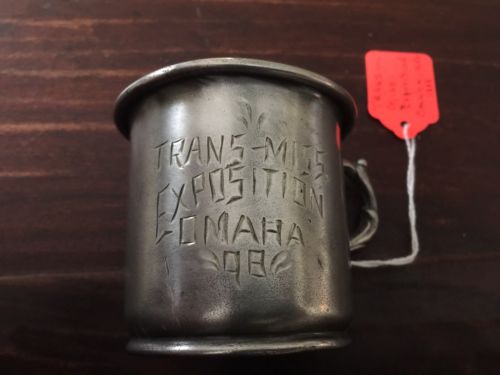 TRANS-MISS
EXPOSITION
OMAHA
98